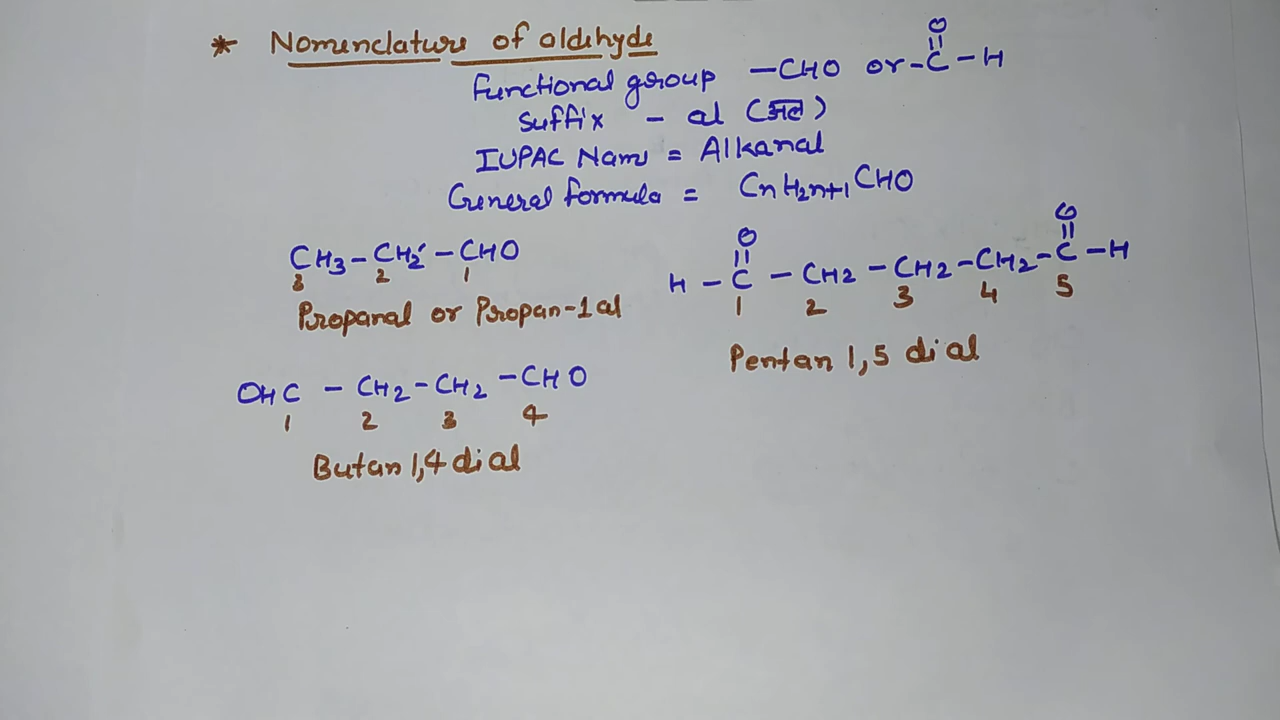 * Nomenclature of aldehyde
Functional group -CHO or -C-H
O
||
Suffix - al (अल)
IUPAC Name = Alkanal
General formula = CnH2n+1CHO
CH3-CH2-CHO
3 2 1
Propanal or Propan-1al
O O
|| ||
H-C-CH2-CH2-CH2-C-H
1 2 3 4 5
Pentan 1,5 dial
OHC-CH2-CH2-CHO
1 2 3 4
Butan 1,4 dial